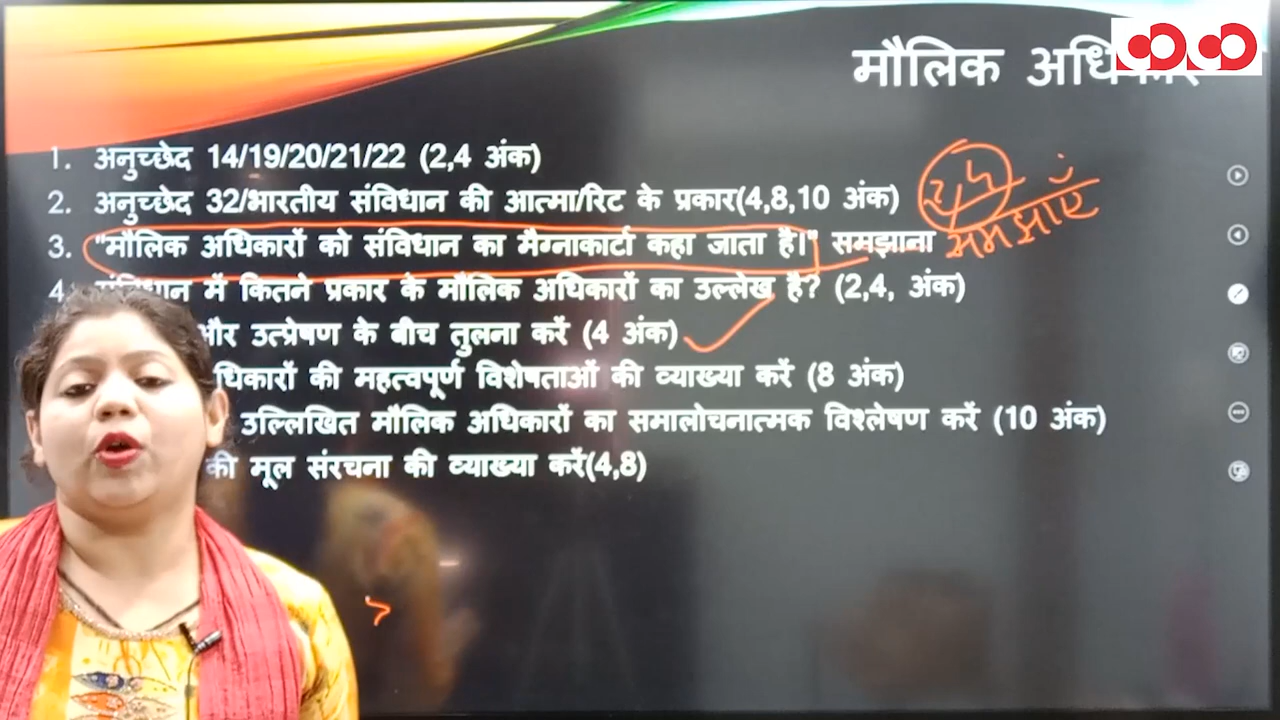 मौलिक अधिकार
1. अनुच्छेद 14/19/20/21/22 (2,4 अंक)
2. अनुच्छेद 32/भारतीय संविधान की आत्मा/रिट के प्रकार(4,8,10 अंक)
3. "मौलिक अधिकारों को संविधान का मैग्नाकार्टा कहा जाता है।" समझाना
समझाए
4. संविधान में कितने प्रकार के मौलिक अधिकारों का उल्लेख है? (2,4, अंक)
और उत्प्रेषण के बीच तुलना करें (4 अंक)
धिकारों की महत्वपूर्ण विशेषताओं की व्याख्या करें (8 अंक)
उल्लिखित मौलिक अधिकारों का समालोचनात्मक विश्लेषण करें (10 अंक)
की मूल संरचना की व्याख्या करें(4,8)